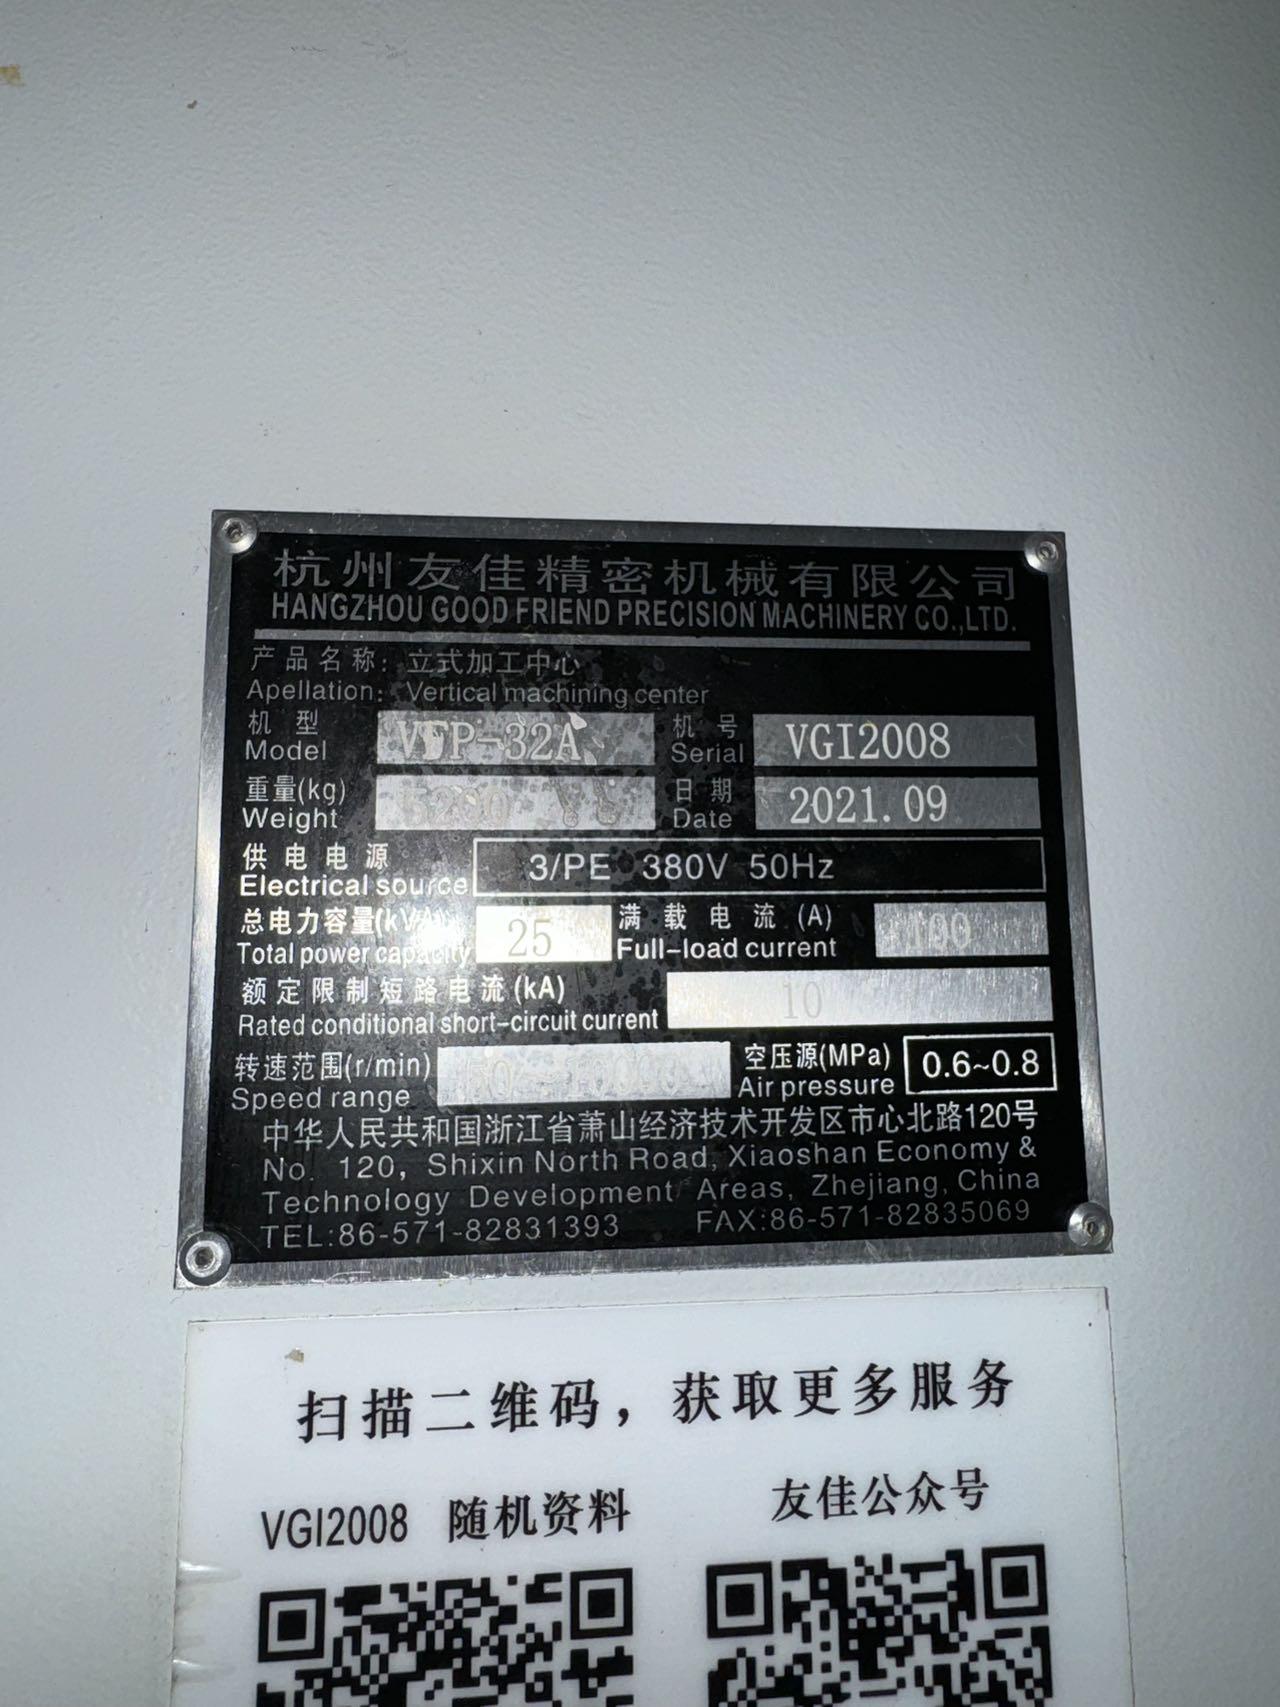 杭州友佳精密机械有限公司
HANGZHOU GOOD FRIEND PRECISION MACHINERY CO.,LTD.
产品名称：立式加工中心
Apellation: Vertical machining center
机 型 VFP-32A 机 号 VGI2008
Model Serial
重量(kg) 5200 日 期 2021.09
Weight Date
供电电源 3/PE 380V 50Hz
Electrical source
总电力容量(kVA) 25 满载电流(A) 100
Total power capacity Full-load current
额定限制短路电流(kA) 10
Rated conditional short-circuit current
转速范围(r/min) 空压源(MPa) 0.6~0.8
Speed range Air pressure
中华人民共和国浙江省萧山经济技术开发区市心北路120号
No. 120, Shixin North Road, Xiaoshan Economy &
Technology Development Areas, Zhejiang, China
TEL:86-571-82831393 FAX:86-571-82835069
扫描二维码，获取更多服务
VGI2008 随机资料 友佳公众号